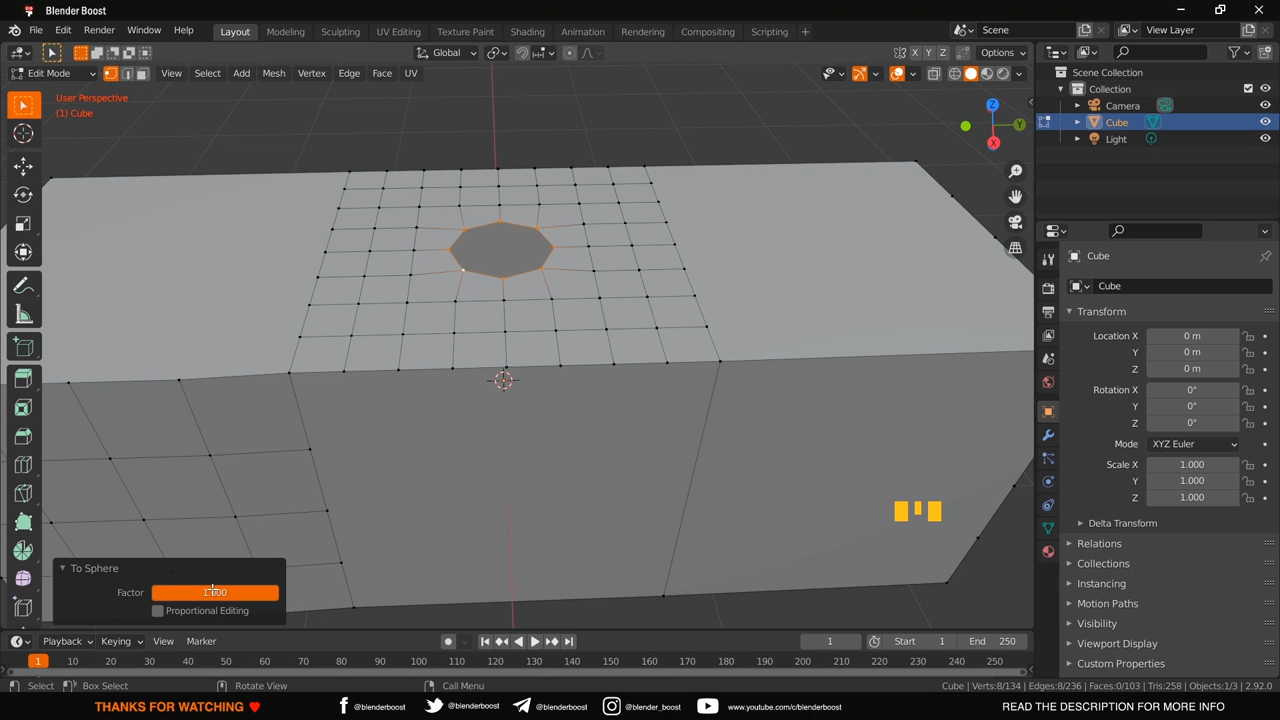 Blender Boost
File Edit Render Window Help Layout Modeling Sculpting UV Editing Texture Paint Shading Animation Rendering Compositing Scripting + Scene View Layer
Global X Y Z Options
Edit Mode View Select Add Mesh Vertex Edge Face UV
User Perspective
(1) Cube
Z
Y
X
Scene Collection
Collection
Camera
Cube
Light
Cube
Cube
Transform
Location X 0 m
Y 0 m
Z 0 m
Rotation X 0°
Y 0°
Z 0°
Mode XYZ Euler
Scale X 1.000
Y 1.000
Z 1.000
Delta Transform
Relations
Collections
Instancing
Motion Paths
Visibility
Viewport Display
Custom Properties
To Sphere
Factor 1.000
Proportional Editing
Playback Keying View Marker 1 Start 1 End 250
1 10 20 30 40 50 60 70 80 90 100 110 120 130 140 150 160 170 180 190 200 210 220 230 240 250
Select Box Select Rotate View Call Menu Cube | Verts:8/134 | Edges:8/236 | Faces:0/103 | Tris:258 | Objects:1/3 | 2.92.0
THANKS FOR WATCHING ❤ @blenderboost @blenderboost @blenderboost @blender_boost www.youtube.com/c/blenderboost READ THE DESCRIPTION FOR MORE INFO